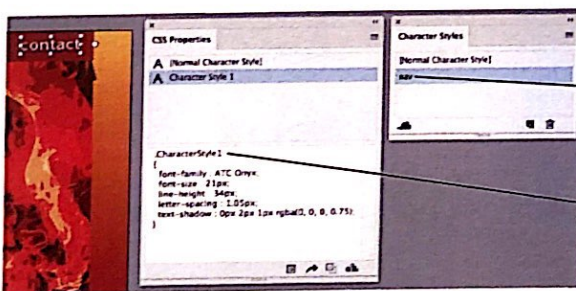 contact
CSS Properties
A [Normal Character Style]
A Character Style 1
.CharacterStyle1
{
font-family : ATC Onyx;
font-size : 21px;
line-height : 34px;
letter-spacing : 1.05px;
text-shadow : 0px 2px 1px rgba(0, 0, 0, 0.75);
}
Character Styles
[Normal Character Style]
nav